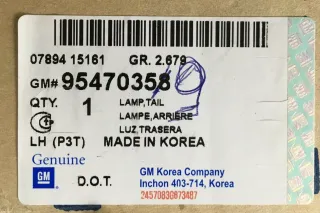 07894 15161 GR. 2.679
GM# 95470358
QTY. 1 LAMP,TAIL
LAMPE,ARRIERE
LUZ,TRASERA
LH (P3T) MADE IN KOREA
Genuine
GM
D.O.T.
GM Korea Company
Inchon 403-714, Korea